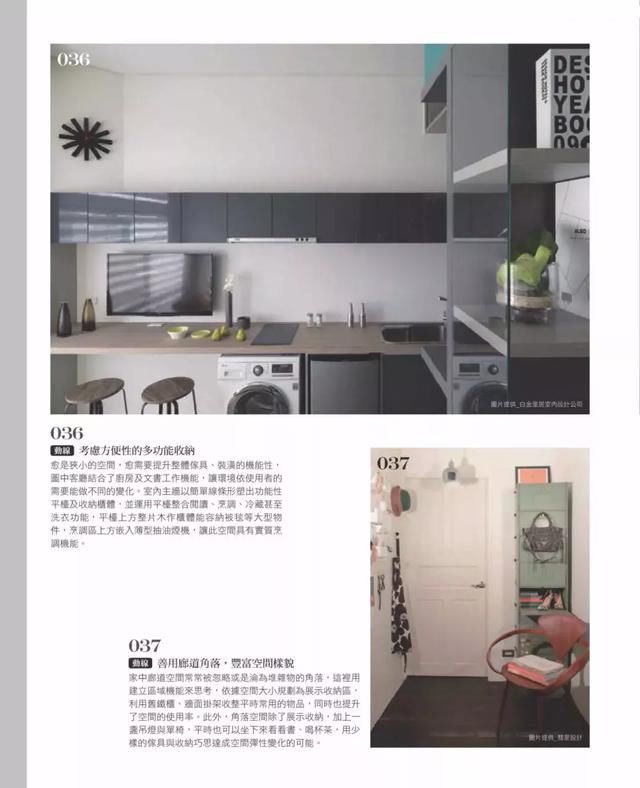 036
DES
HOT
YEA
BOO
09
圖片提供_白金里居室內設計公司
036
動線 考慮方便性的多功能收納
愈是狹小的空間，愈需要提升整體傢具、裝潢的機能性，
圖中客廳結合了廚房及文書工作機能，讓環境依使用者的
需要能做不同的變化。室內主牆以簡單線條形塑出功能性
平檯及收納櫃體，並運用平檯整合閱讀、烹調、冷藏甚至
洗衣功能，平檯上方整片木作櫃體能容納被毯等大型物
件，烹調區上方嵌入薄型抽油煙機，讓此空間具有實質烹
調機能。
037
圖片提供_彗星設計
037
動線 善用廊道角落，豐富空間樣貌
家中廊道空間常常被忽略或是淪為堆雜物的角落，這裡用
建立區域機能來思考，依據空間大小規劃為展示收納區，
利用舊鐵櫃、牆面掛架收整平時常用的物品，同時也提升
了空間的使用率。此外，角落空間除了展示收納，加上一
盞吊燈與單椅，平時也可以坐下來看看書、喝杯茶，用少
樣的傢具與收納巧思達成空間彈性變化的可能。